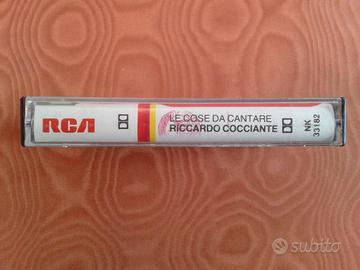 RCA
LE COSE DA CANTARE
RICCARDO COCCIANTE
NK
33182
subito